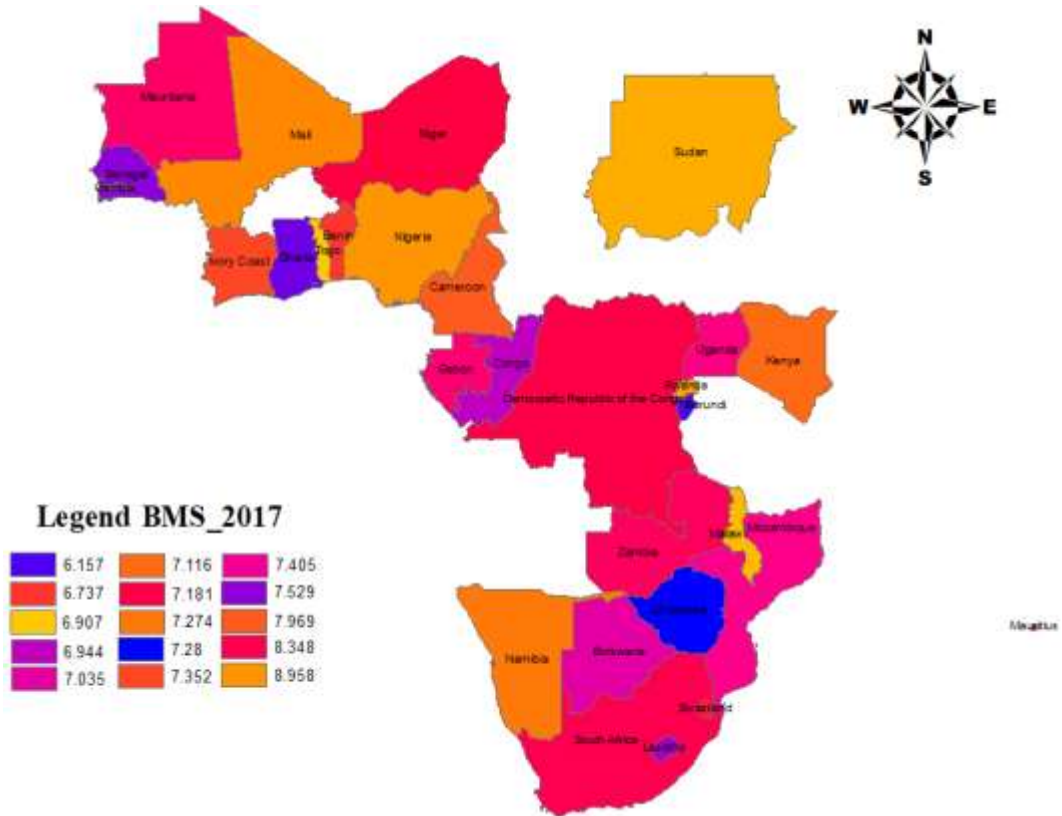 N
W E
S
Mauritania
Mali
Niger
Sudan
Senegal
Gambia
Benin
Togo
Nigeria
Ivory Coast
Ghana
Cameroon
Uganda
Kenya
Gabon
Congo
Rwanda
Democratic Republic of the Congo
Burundi
Legend BMS_2017
6.157 7.116 7.405
6.737 7.181 7.529
6.907 7.274 7.969
6.944 7.28 8.348
7.035 7.352 8.958
Malawi
Mozambique
Zambia
Zimbabwe
Mauritius
Namibia
Botswana
Swaziland
South Africa
Lesotho